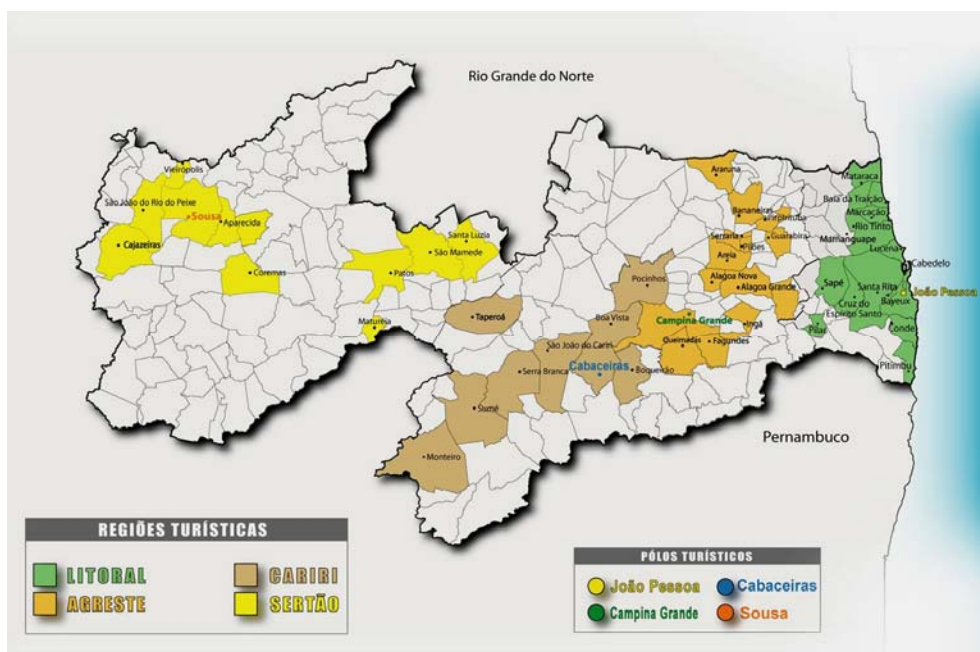 Rio Grande do Norte
Vieirópolis
São João do Rio do Peixe
Sousa
Aparecida
Cajazeiras
Coremas
Santa Luzia
São Mamede
Patos
Maturéia
Taperoá
Pocinhos
Boa Vista
São João do Cariri
Serra Branca
Cabaceiras
Boqueirão
Sumé
Monteiro
Araruna
Bananeiras
Pirpirituba
Serraria
Guarabira
Pilões
Areia
Alagoa Nova
Alagoa Grande
Campina Grande
Ingá
Queimadas
Fagundes
Mataraca
Baia da Traição
Marcação
Rio Tinto
Mamanguape
Lucena
Cabedelo
Sapé
Santa Rita
João Pessoa
Cruz do
Espírito Santo
Bayeux
Pilar
Conde
Pitimbu
Pernambuco
REGIÕES TURÍSTICAS
LITORAL
CARIRI
AGRESTE
SERTÃO
PÓLOS TURÍSTICOS
João Pessoa
Cabaceiras
Campina Grande
Sousa